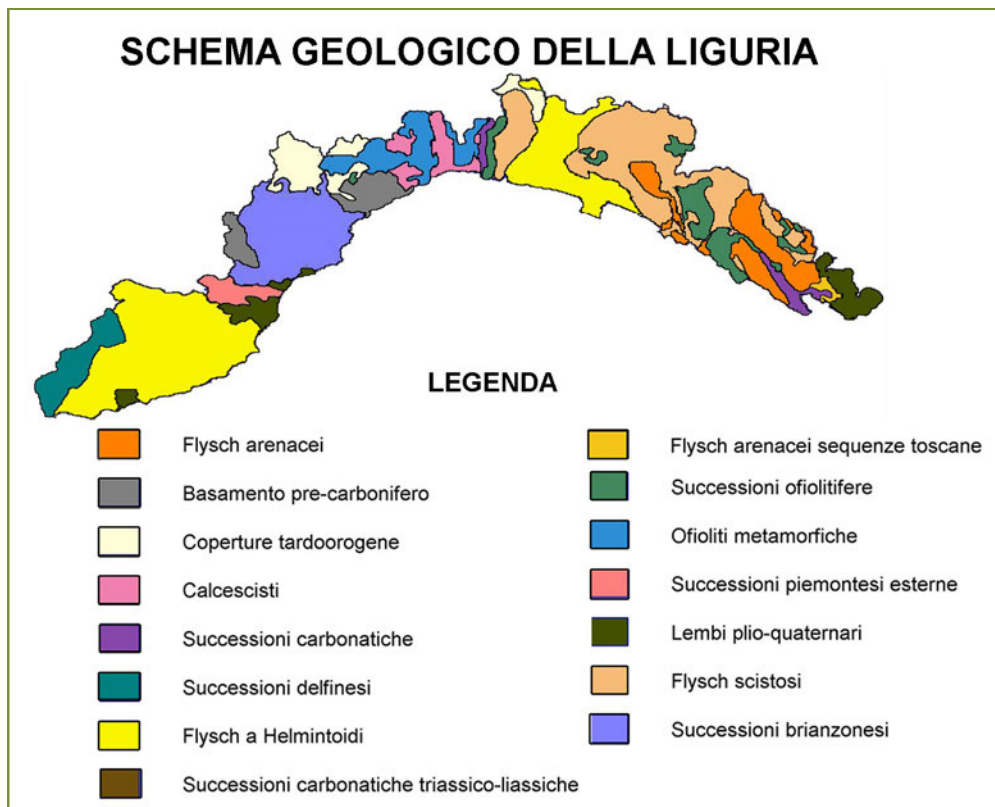 SCHEMA GEOLOGICO DELLA LIGURIA
LEGENDA
Flysch arenacei
Basamento pre-carbonifero
Coperture tardoorogene
Calcescisti
Successioni carbonatiche
Successioni delfinesi
Flysch a Helmintoidi
Successioni carbonatiche triassico-liassiche
Flysch arenacei sequenze toscane
Successioni ofiolitifere
Ofioliti metamorfiche
Successioni piemontesi esterne
Lembi plio-quaternari
Flysch scistosi
Successioni brianzonesi